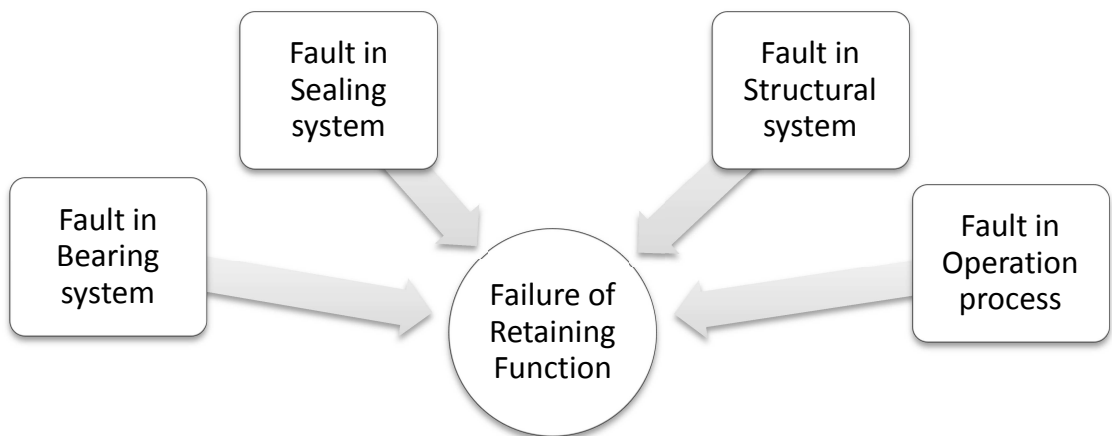 Fault in
Sealing
system
Fault in
Structural
system
Fault in
Bearing
system
Fault in
Operation
process
Failure of
Retaining
Function